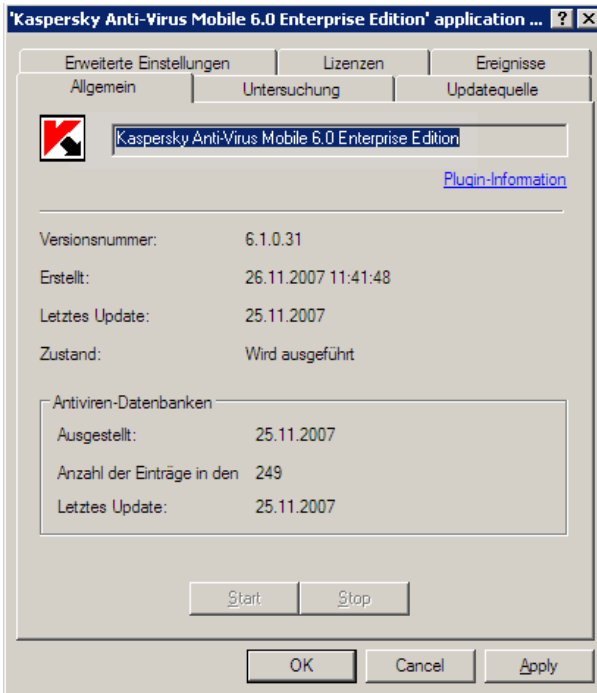 'Kaspersky Anti-Virus Mobile 6.0 Enterprise Edition' application ...
Erweiterte Einstellungen Lizenzen Ereignisse
Allgemein Untersuchung Updatequelle
Kaspersky Anti-Virus Mobile 6.0 Enterprise Edition
Plugin-Information
Versionsnummer: 6.1.0.31
Erstellt: 26.11.2007 11:41:48
Letztes Update: 25.11.2007
Zustand: Wird ausgeführt
Antiviren-Datenbanken
Ausgestellt: 25.11.2007
Anzahl der Einträge in den 249
Letztes Update: 25.11.2007
Start Stop
OK Cancel Apply